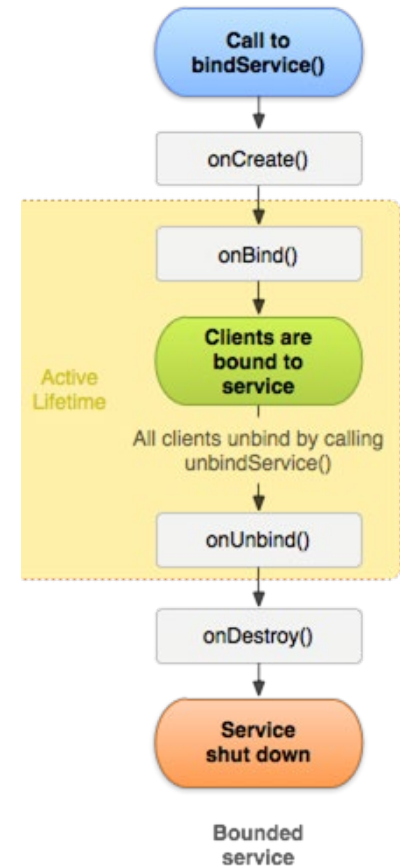 Call to
bindService()
onCreate()
onBind()
Clients are
bound to
service
Active
Lifetime
All clients unbind by calling
unbindService()
onUnbind()
onDestroy()
Service
shut down
Bounded
service